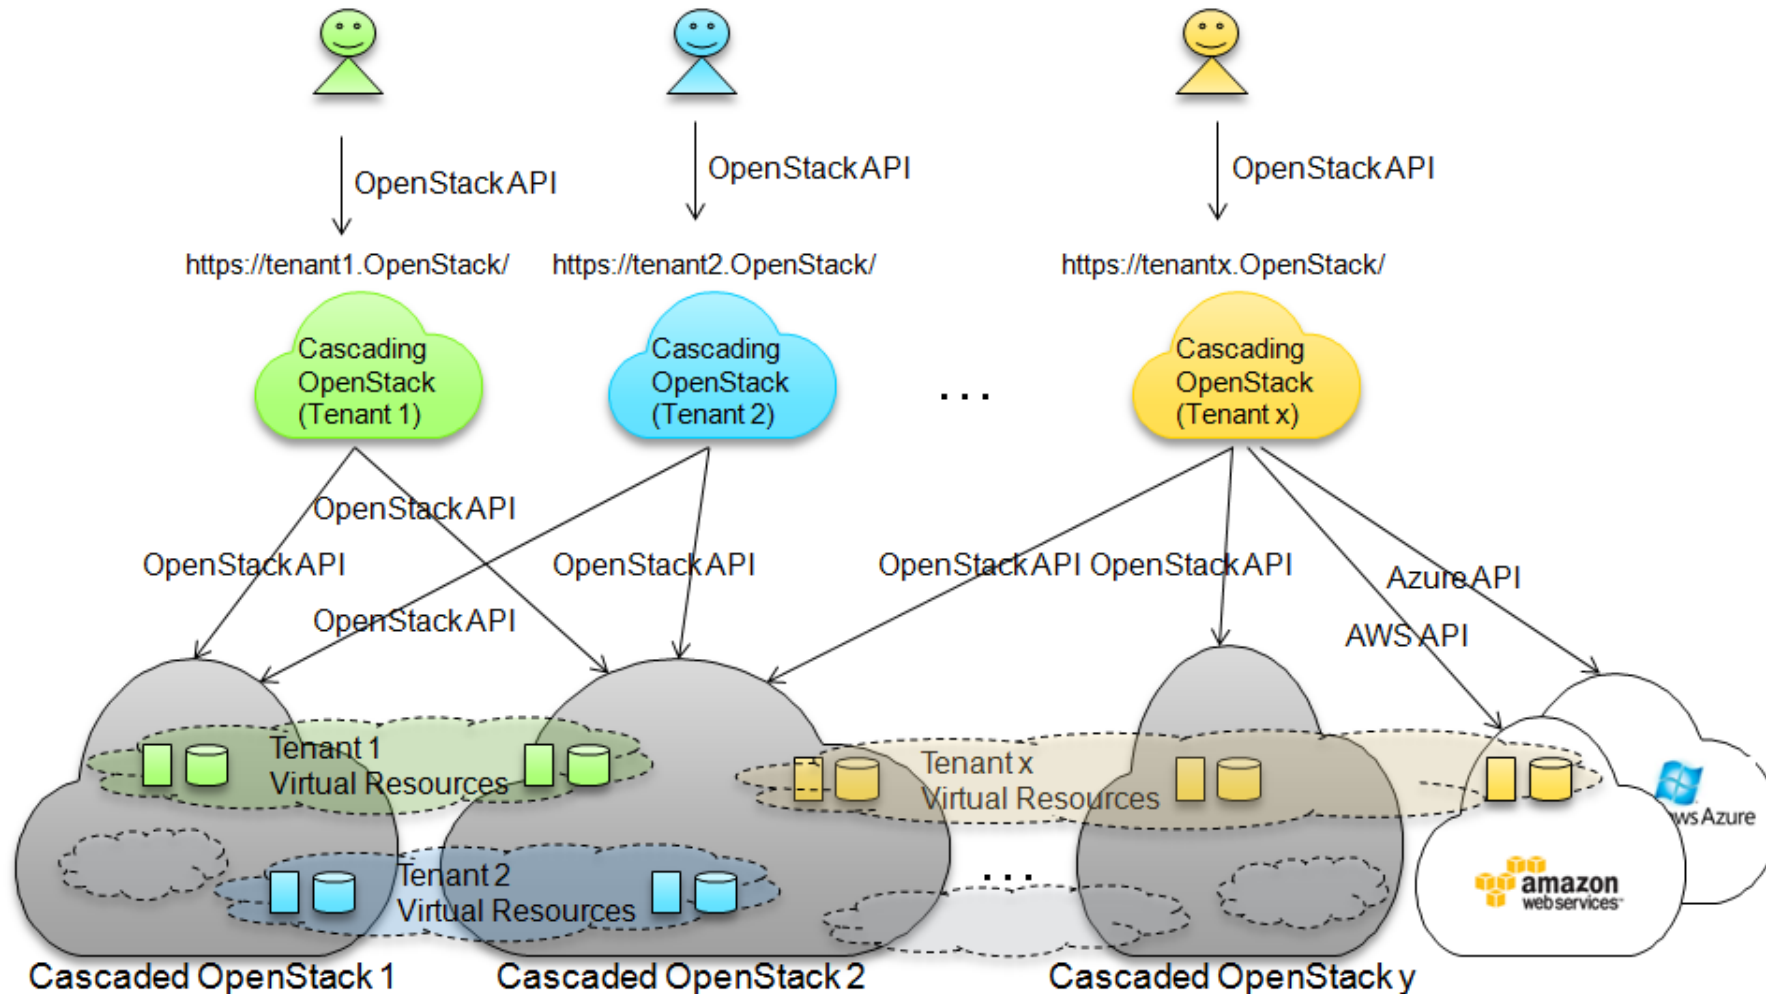 OpenStack API
OpenStack API
OpenStack API
https://tenant1.OpenStack/
https://tenant2.OpenStack/
https://tenantx.OpenStack/
Cascading
OpenStack
(Tenant 1)
Cascading
OpenStack
(Tenant 2)
...
Cascading
OpenStack
(Tenant x)
OpenStack API
OpenStack API
OpenStack API
OpenStack API
OpenStack API
OpenStack API
Azure API
AWS API
Tenant 1
Virtual Resources
Tenant x
Virtual Resources
ws Azure
Tenant 2
Virtual Resources
...
amazon
web services™
Cascaded OpenStack 1
Cascaded OpenStack 2
Cascaded OpenStack y